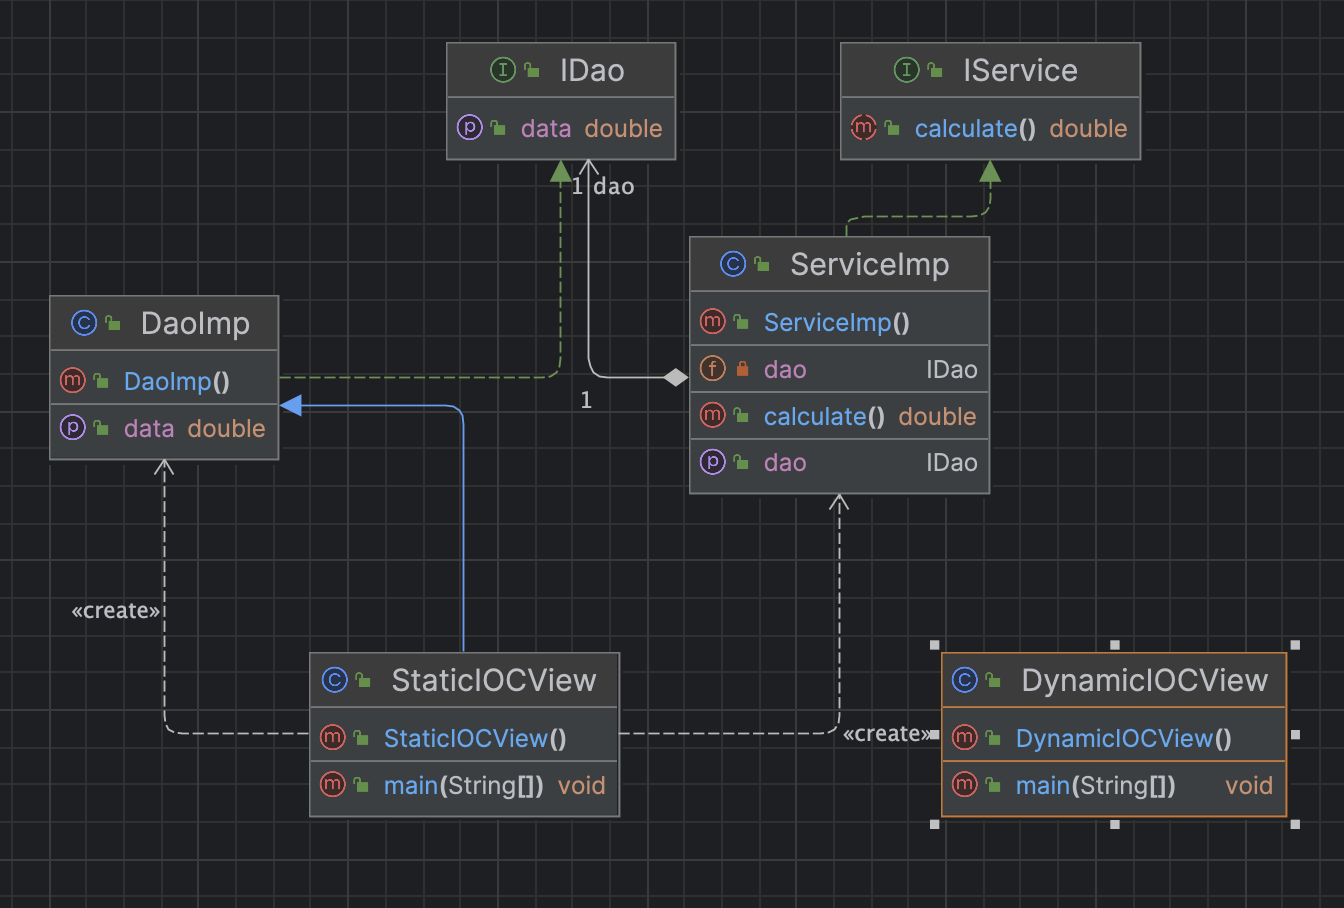 I IDao
p data double
I IService
m calculate() double
1 dao
1
C ServiceImp
m ServiceImp()
f dao IDao
m calculate() double
p dao IDao
C DaoImp
m DaoImp()
p data double
«create»
«create»
C StaticIOCView
m StaticIOCView()
m main(String[]) void
C DynamicIOCView
m DynamicIOCView()
m main(String[]) void